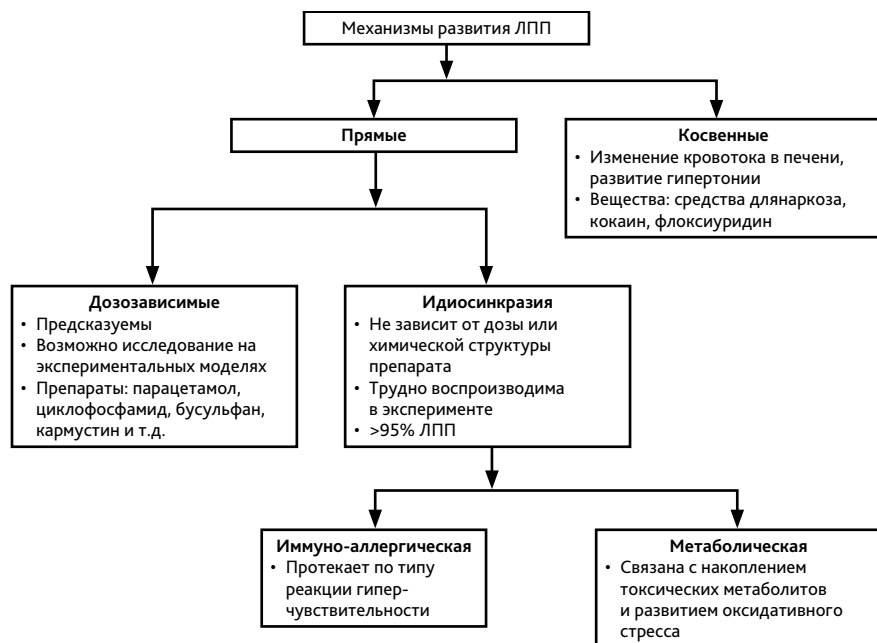 Механизмы развития ЛПП
Прямые
Косвенные
• Изменение кровотока в печени,
развитие гипертонии
• Вещества: средства длянаркоза,
кокаин, флоксиуридин
Дозозависимые
• Предсказуемы
• Возможно исследование на
экспериментальных моделях
• Препараты: парацетамол,
циклофосфамид, бусульфан,
кармустин и т.д.
Идиосинкразия
• Не зависит от дозы или
химической структуры
препарата
• Трудно воспроизводима
в эксперименте
• >95% ЛПП
Иммуно-аллергическая
• Протекает по типу
реакции гипер-
чувствительности
Метаболическая
• Связана с накоплением
токсических метаболитов
и развитием оксидативного
стресса